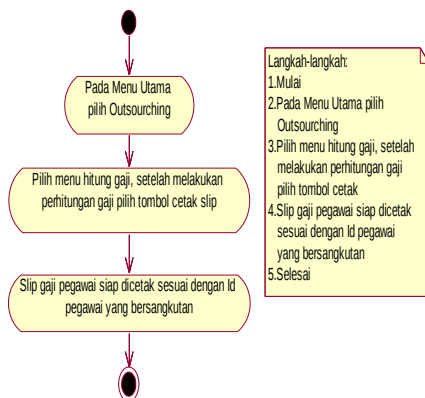 Pada Menu Utama
pilih Outsourching
Pilih menu hitung gaji, setelah melakukan
perhitungan gaji pilih tombol cetak slip
Slip gaji pegawai siap dicetak sesuai dengan Id
pegawai yang bersangkutan
Langkah-langkah:
1.Mulai
2.Pada Menu Utama pilih
Outsourching
3.Pilih menu hitung gaji, setelah
melakukan perhitungan gaji
pilih tombol cetak
4.Slip gaji pegawai siap dicetak
sesuai dengan Id pegawai
yang bersangkutan
5.Selesai